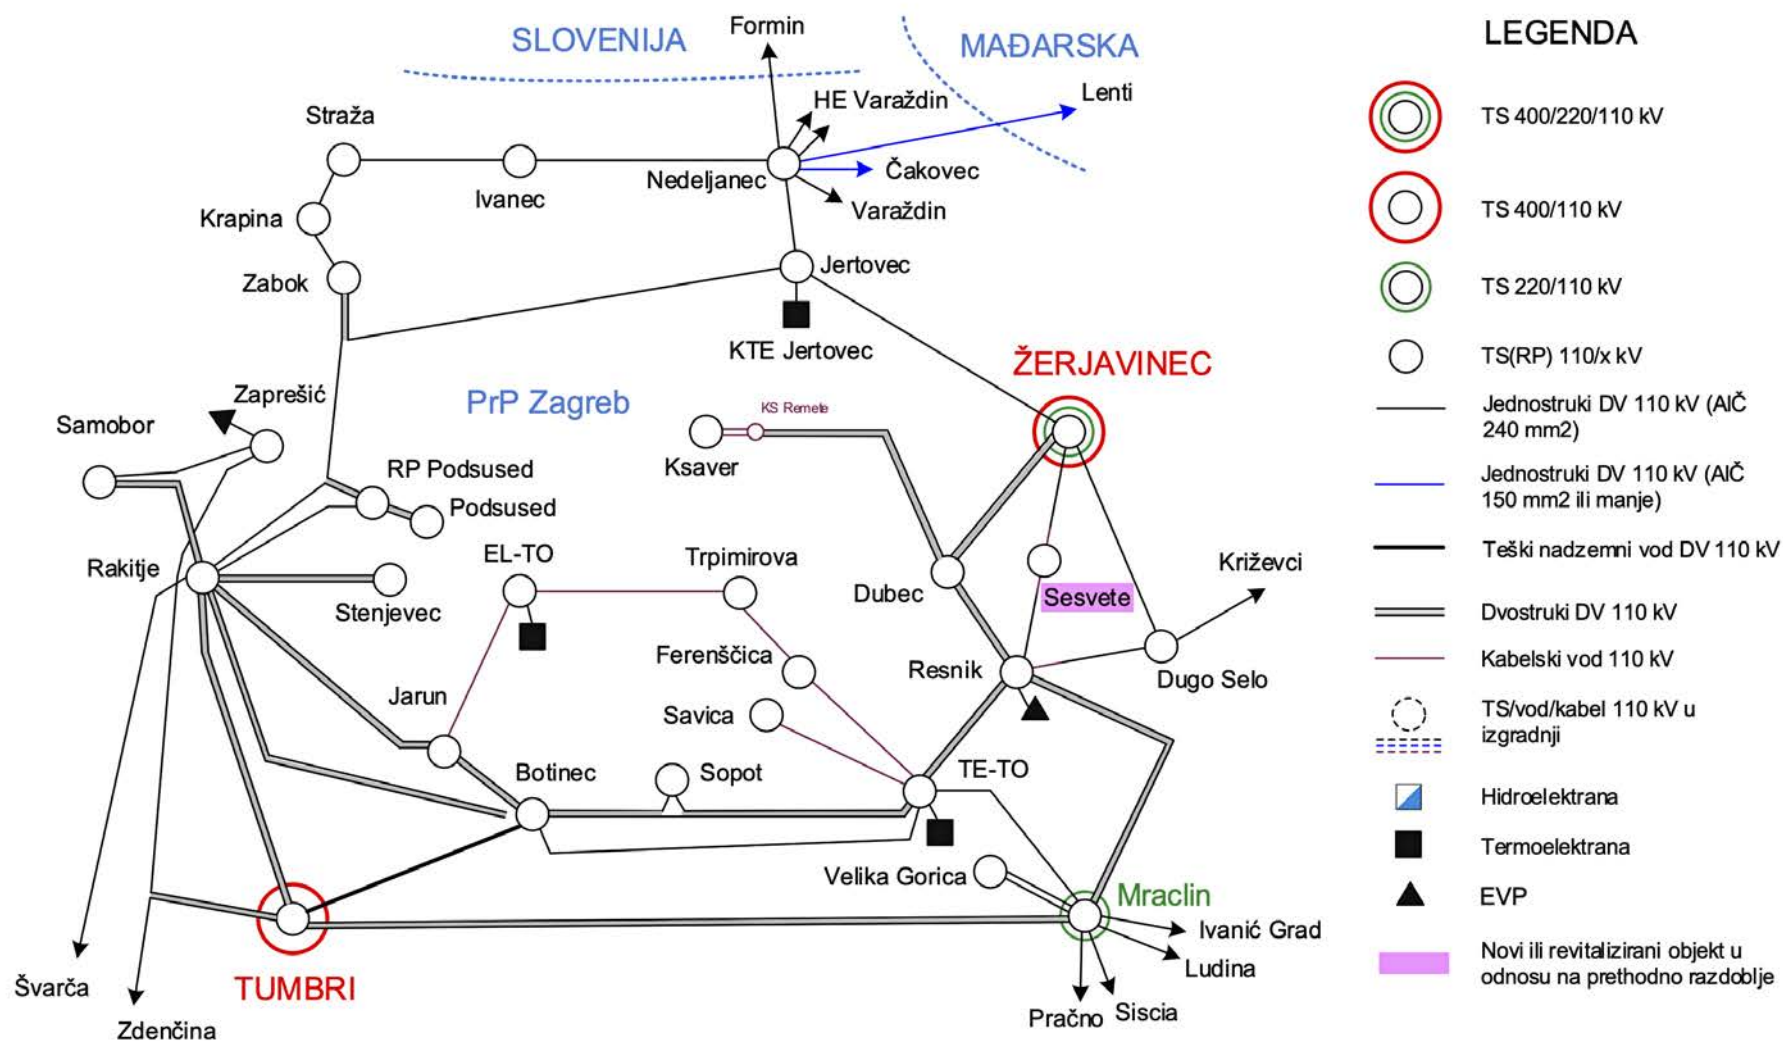 Formin
SLOVENIJA
MAĐARSKA
LEGENDA
HE Varaždin
Lenti
Straža
TS 400/220/110 kV
Nedeljanec
Čakovec
Ivanec
Varaždin
Krapina
TS 400/110 kV
Jertovec
Zabok
TS 220/110 kV
KTE Jertovec
ŽERJAVINEC
TS(RP) 110/x kV
Zaprešić
PrP Zagreb
KS Remete
Jednostruki DV 110 kV (AlČ
240 mm2)
Samobor
Ksaver
RP Podsused
Podsused
Jednostruki DV 110 kV (AlČ
150 mm2 ili manje)
EL-TO
Trpimirova
Rakitje
Križevci
Teški nadzemni vod DV 110 kV
Dubec
Sesvete
Stenjevec
Dvostruki DV 110 kV
Ferenščica
Resnik
Dugo Selo
Kabelski vod 110 kV
Jarun
Savica
TS/vod/kabel 110 kV u
izgradnji
Botinec
Sopot
TE-TO
Hidroelektrana
Termoelektrana
Velika Gorica
Mraclin
EVP
Ivanić Grad
Ludina
Novi ili revitalizirani objekt u
odnosu na prethodno razdoblje
Švarča
TUMBRI
Pračno
Siscia
Zdenčina